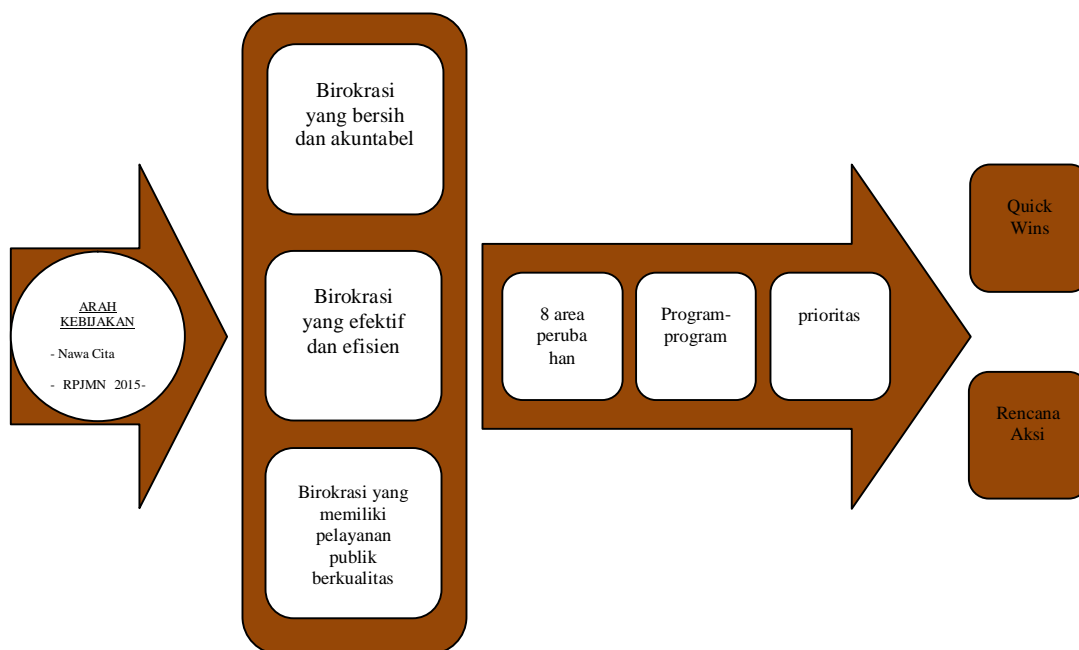 ARAH
KEBIJAKAN
- Nawa Cita
- RPJMN 2015-
Birokrasi
yang bersih
dan akuntabel
Birokrasi
yang efektif
dan efisien
Birokrasi yang
memiliki
pelayanan
publik
berkualitas
8 area
peruba
han
Program-
program
prioritas
Quick
Wins
Rencana
Aksi